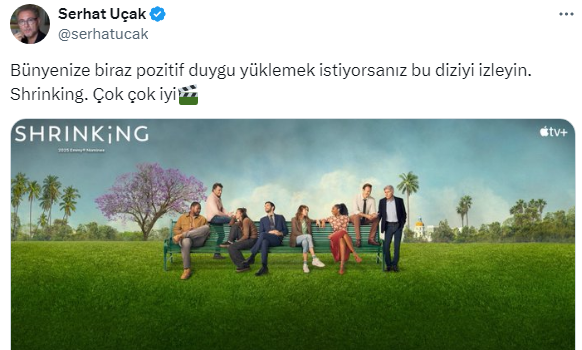 Serhat Uçak
@serhatucak
Bünyenize biraz pozitif duygu yüklemek istiyorsanız bu diziyi izleyin.
Shrinking. Çok çok iyi🎬
SHRINKiNG
tv+